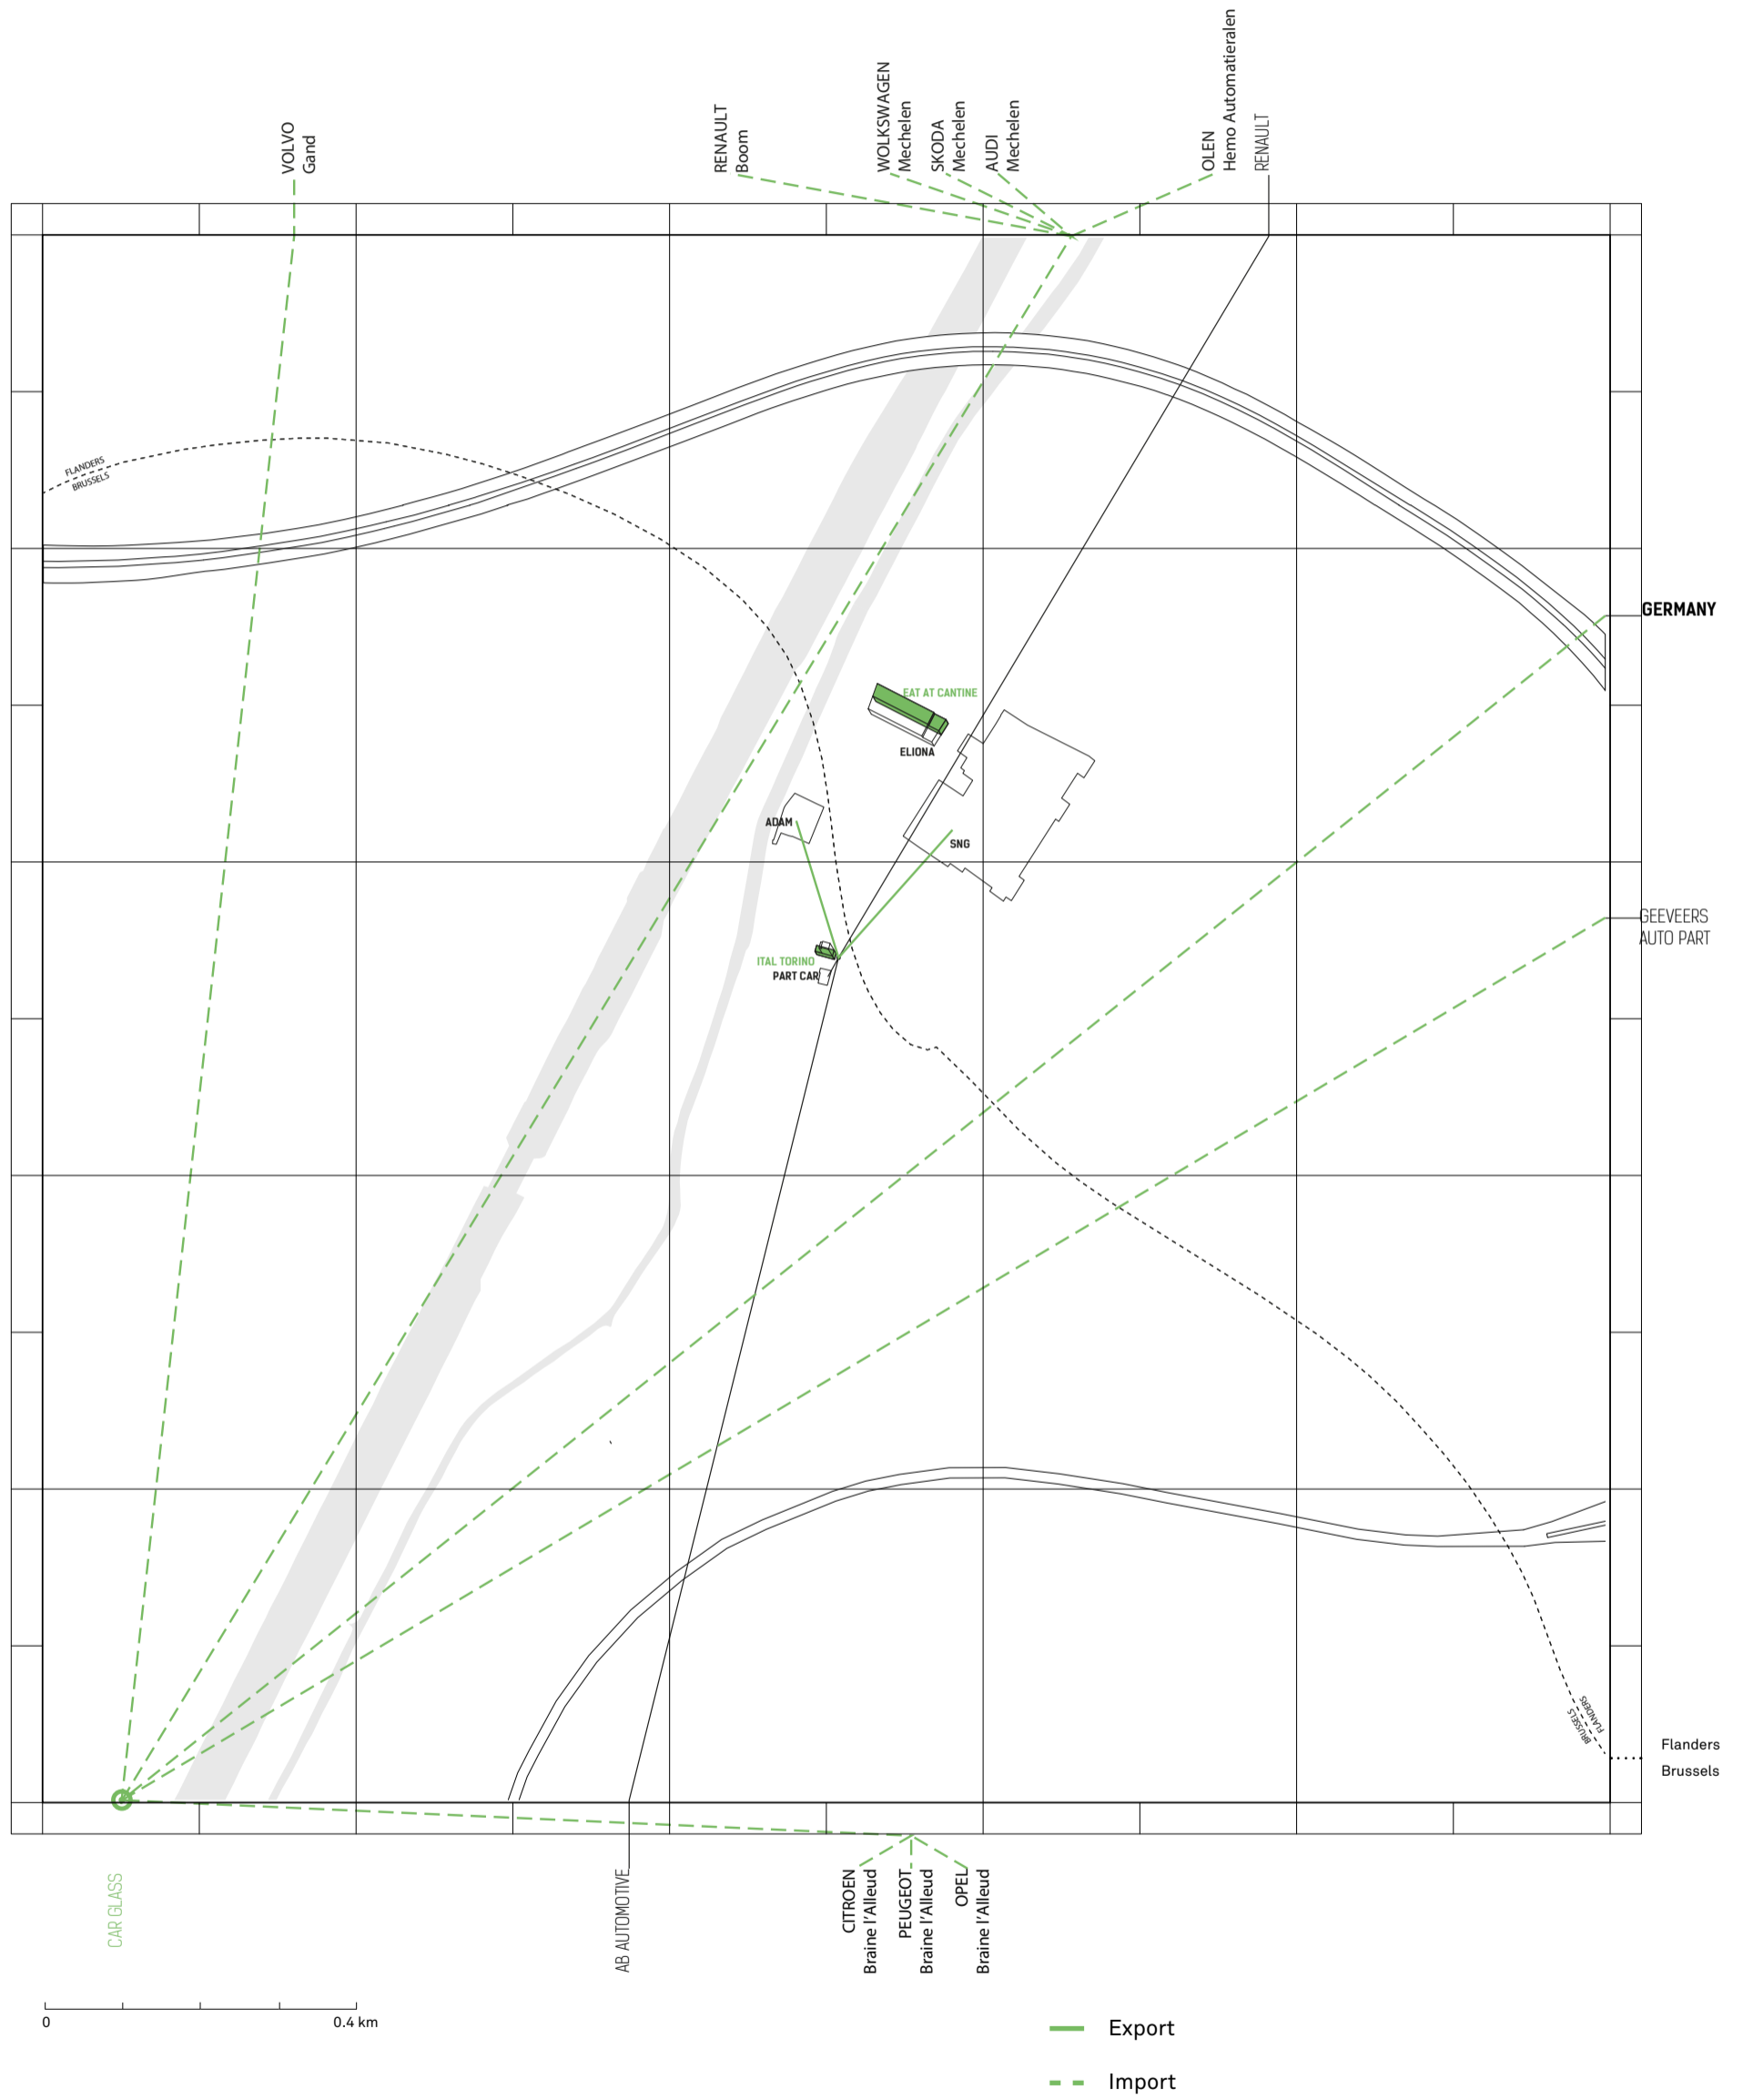 VOLVO
Gand
RENAULT
Boom
WOLKSWAGEN
Mechelen
SKODA
Mechelen
AUDI
Mechelen
OLEN
Hemo Automatieralen
RENAULT
FLANDERS
BRUSSELS
GERMANY
EAT AT CANTINE
ELIONA
ADAM
SNG
GEEVEERS
AUTO PART
ITAL TORINO
PART CAR
FLANDERS
BRUSSELS
Flanders
Brussels
CAR GLASS
AB AUTOMOTIVE
CITROEN
Braine l'Alleud
PEUGEOT
Braine l'Alleud
OPEL
Braine l'Alleud
0
0.4 km
Export
Import